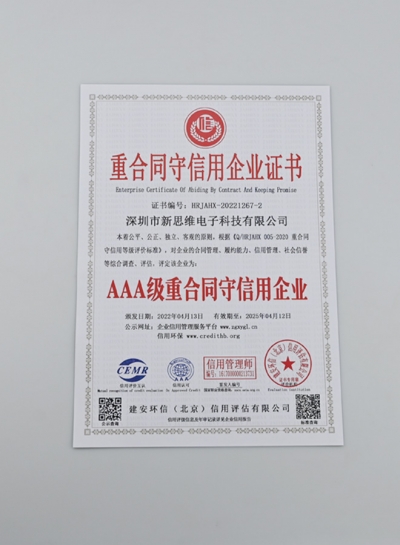 重合同守信用企业证书
Enterprise Certificate Of Abiding By Contract And Keeping Promise
证书编号：HRJAHX-20221267-2
深圳市新思维电子科技有限公司
本着公平、公正、独立、客观的原则，根据《Q/HRJAHX 005-2020 重合同
守信用等级评价标准》，对企业的合同管理、履约能力、信用管理、社会信誉
等综合调查、评估，评定该企业为：
AAA级重合同守信用企业
颁发日期：2022年04月13日 有效期至：2025年04月13日
公示网址：企业信用管理服务平台 www.zgxygl.cn
信用环保 www.creditbb.org
CEMR
信用管理师
建安环信（北京）信用评估有限公司